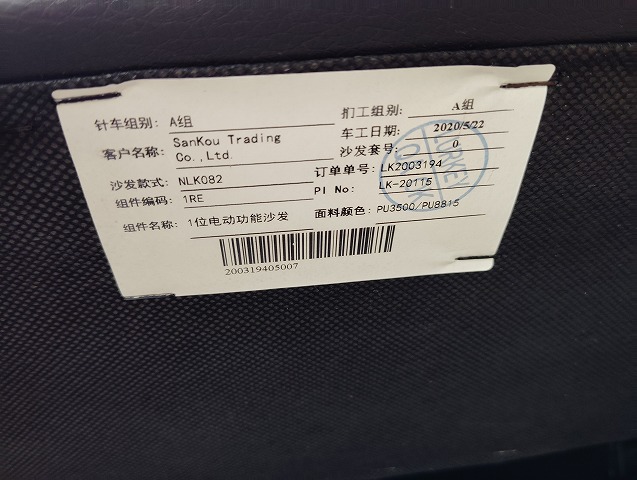 针车组别: A组 扪工组别: A组
客户名称: SanKou Trading Co.,Ltd. 车工日期: 2020/5/22
沙发套号: 0
沙发款式: NLK082 订单单号: LK2003194
组件编码: 1RE PI No: LK-20115
组件名称: 1位电动功能沙发 面料颜色: PU3500/PU8815
200319405007